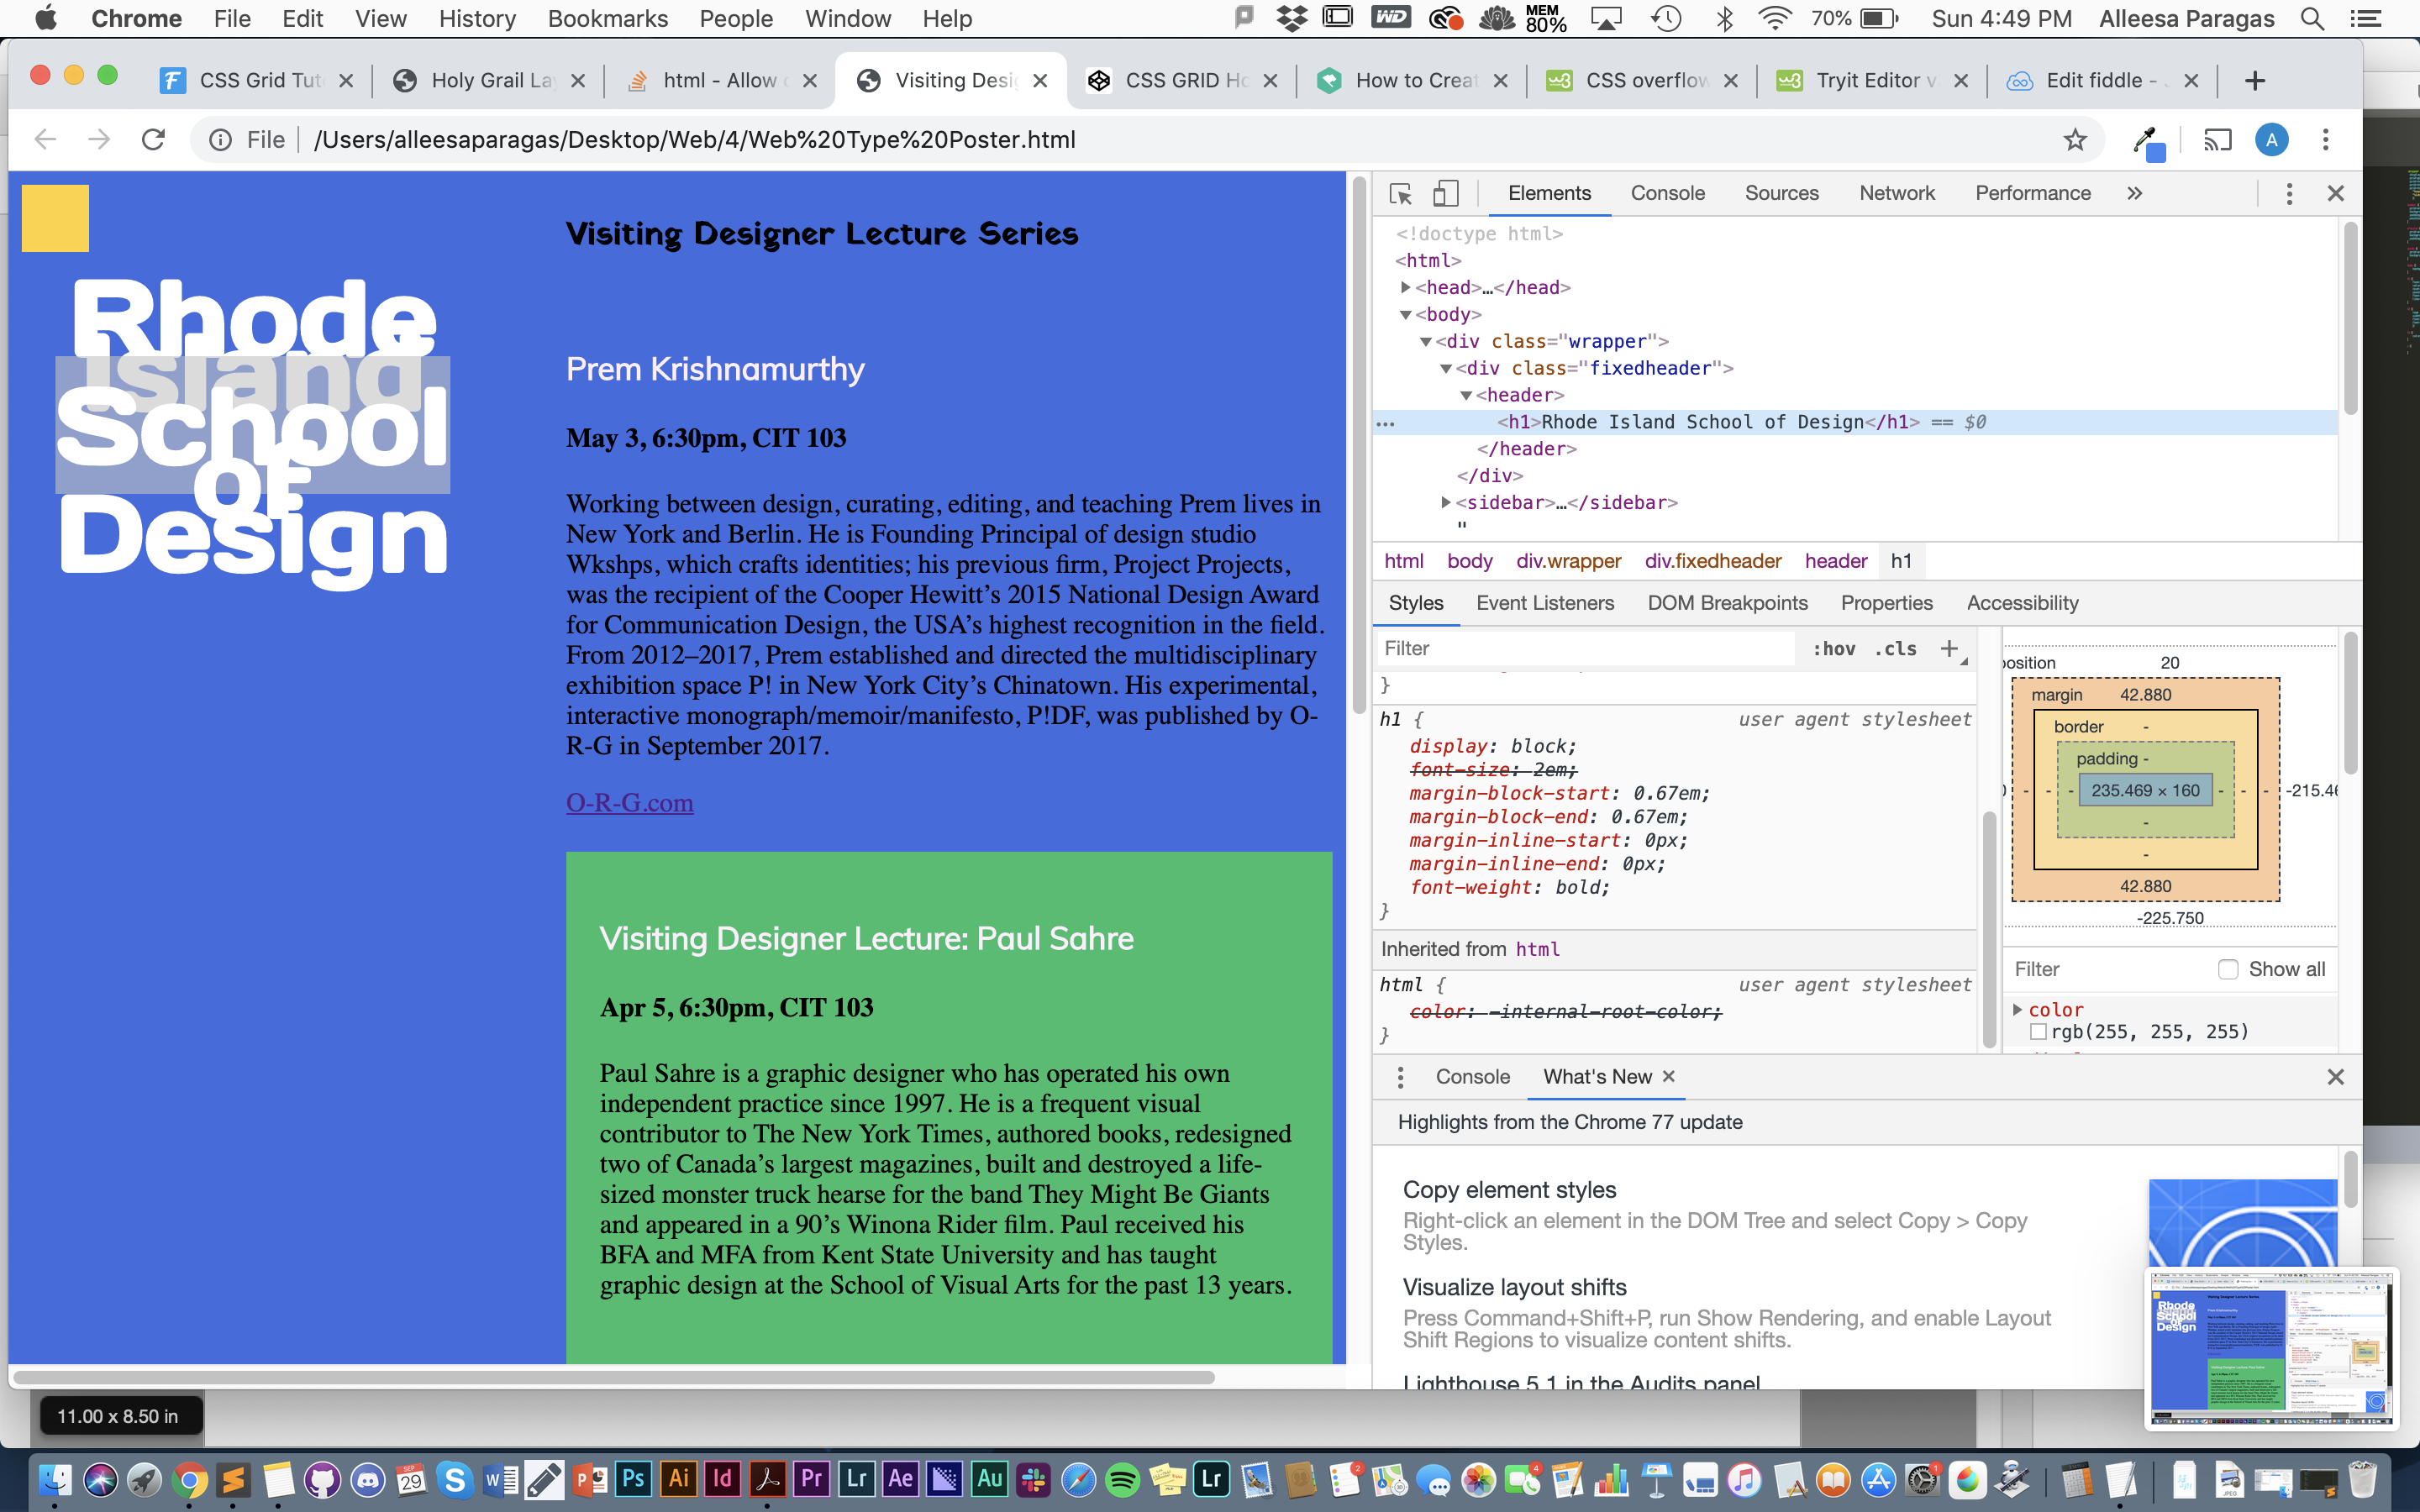 Chrome File Edit View History Bookmarks People Window Help
WD MEM 80% 70% Sun 4:49 PM Alleesa Paragas
CSS Grid Tut
Holy Grail La
html - Allow
Visiting Desi
CSS GRID Ho
How to Creat
CSS overflow
Tryit Editor v
Edit fiddle -
File /Users/alleesaparagas/Desktop/Web/4/Web%20Type%20Poster.html
A
Rhode
Island
School
of
Design
Visiting Designer Lecture Series
Prem Krishnamurthy
May 3, 6:30pm, CIT 103
Working between design, curating, editing, and teaching Prem lives in
New York and Berlin. He is Founding Principal of design studio
Wkshps, which crafts identities; his previous firm, Project Projects,
was the recipient of the Cooper Hewitt’s 2015 National Design Award
for Communication Design, the USA’s highest recognition in the field.
From 2012–2017, Prem established and directed the multidisciplinary
exhibition space P! in New York City’s Chinatown. His experimental,
interactive monograph/memoir/manifesto, P!DF, was published by O-
R-G in September 2017.
O-R-G.com
Visiting Designer Lecture: Paul Sahre
Apr 5, 6:30pm, CIT 103
Paul Sahre is a graphic designer who has operated his own
independent practice since 1997. He is a frequent visual
contributor to The New York Times, authored books, redesigned
two of Canada’s largest magazines, built and destroyed a life-
sized monster truck hearse for the band They Might Be Giants
and appeared in a 90’s Winona Rider film. Paul received his
BFA and MFA from Kent State University and has taught
graphic design at the School of Visual Arts for the past 13 years.
Elements Console Sources Network Performance »
<!doctype html>
<html>
<head>…</head>
<body>
<div class="wrapper">
<div class="fixedheader">
<header>
… <h1>Rhode Island School of Design</h1> == $0
</header>
</div>
<sidebar>…</sidebar>
"
html body div.wrapper div.fixedheader header h1
Styles Event Listeners DOM Breakpoints Properties Accessibility
Filter :hov .cls +
}
h1 { user agent stylesheet
display: block;
font-size: 2em;
margin-block-start: 0.67em;
margin-block-end: 0.67em;
margin-inline-start: 0px;
margin-inline-end: 0px;
font-weight: bold;
}
Inherited from html
html { user agent stylesheet
color: -internal-root-color;
}
position 20
margin 42.880
border -
padding -
- - - 235.469 × 160 - - - -215.46
-
-
42.880
-225.750
Filter Show all
color
rgb(255, 255, 255)
Console What's New
Highlights from the Chrome 77 update
Copy element styles
Right-click an element in the DOM Tree and select Copy > Copy
Styles.
Visualize layout shifts
Press Command+Shift+P, run Show Rendering, and enable Layout
Shift Regions to visualize content shifts.
Lighthouse 5.1 in the Audits panel
Rhode
Island
School
of
Design
11.00 x 8.50 in
SEP 29 S W P Ps Ai Id Pr Lr Ae Au Lr 2 4 1 JPEG